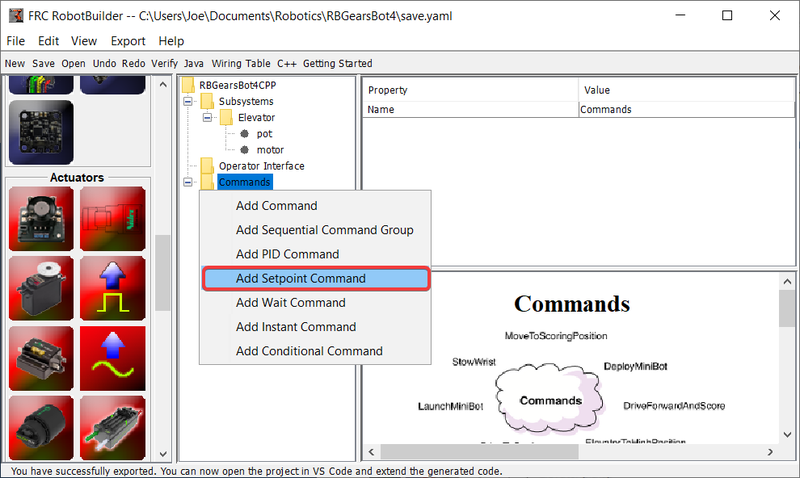 FRC RobotBuilder -- C:\Users\Joe\Documents\Robotics\RBGearsBot4\save.yaml
File Edit View Export Help
New Save Open Undo Redo Verify Java Wiring Table C++ Getting Started
Actuators
RBGearsBot4CPP
Subsystems
Elevator
pot
motor
Operator Interface
Commands
Add Command
Add Sequential Command Group
Add PID Command
Add Setpoint Command
Add Wait Command
Add Instant Command
Add Conditional Command
Property Value
Name Commands
Commands
MoveToScoringPosition
StowWrist
DeployMiniBot
Commands
LaunchMiniBot
DriveForwardAndScore
ElevatorToHighPosition
You have successfully exported. You can now open the project in VS Code and extend the generated code.